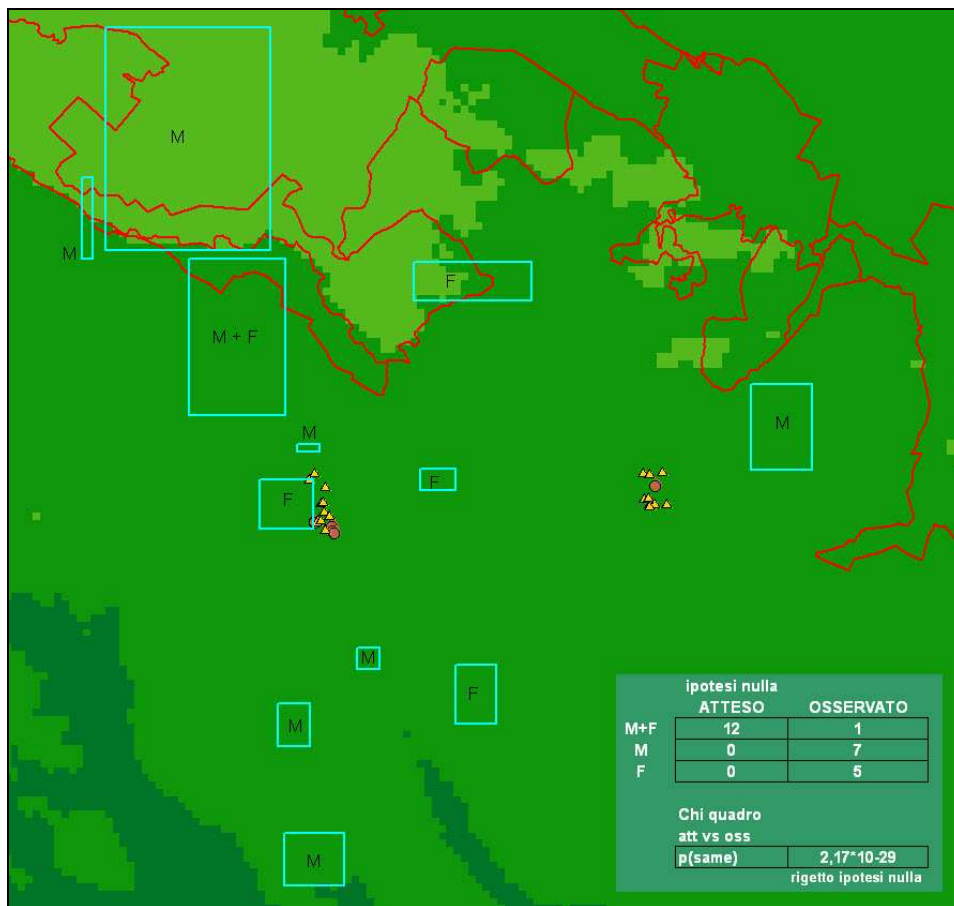 M
M
F
M + F
M
M
F
F
M
F
M
M
ipotesi nulla
ATTESO OSSERVATO
M+F 12 1
M 0 7
F 0 5
Chi quadro
att vs oss
p(same) 2,17*10-29
rigetto ipotesi nulla